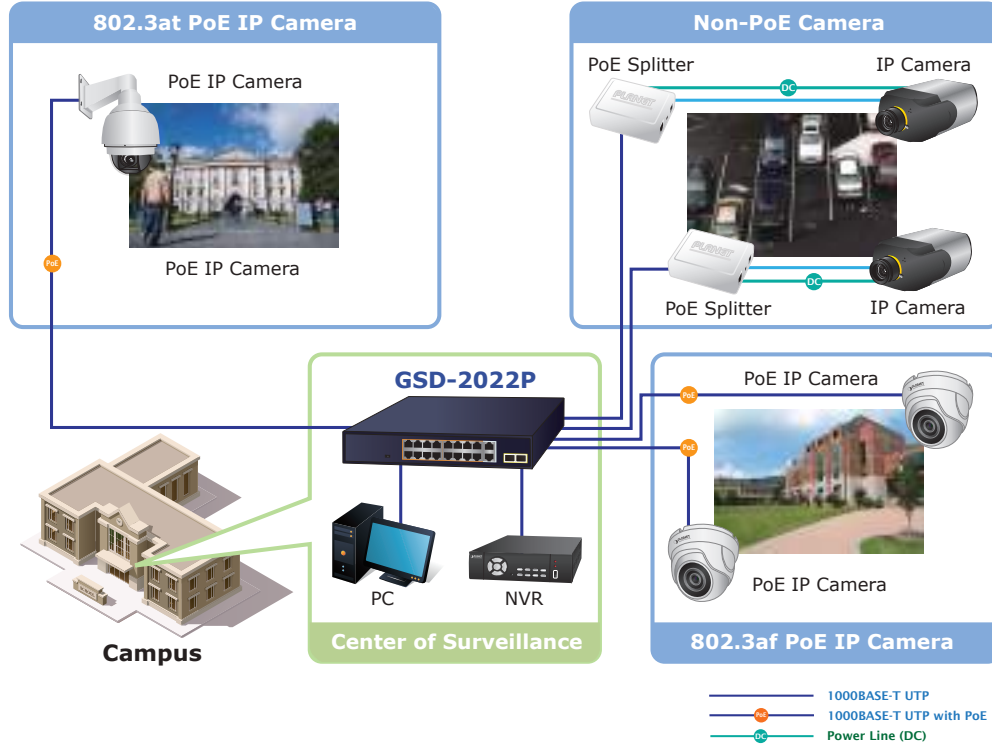 802.3at PoE IP Camera
PoE IP Camera
PoE IP Camera
PoE
Non-PoE Camera
PoE Splitter
IP Camera
DC
PLANET
PLANET
DC
PoE Splitter
IP Camera
GSD-2022P
PC
NVR
Center of Surveillance
Campus
PoE IP Camera
PoE
PoE
PoE IP Camera
802.3af PoE IP Camera
1000BASE-T UTP
PoE
1000BASE-T UTP with PoE
DC
Power Line (DC)